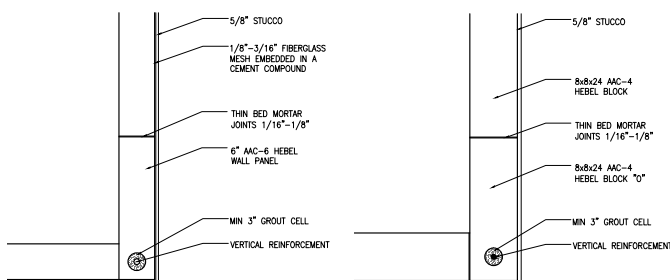 5/8" STUCCO
1/8"-3/16" FIBERGLASS
MESH EMBEDDED IN A
CEMENT COMPOUND
THIN BED MORTAR
JOINTS 1/16"-1/8"
6" AAC-6 HEBEL
WALL PANEL
MIN 3" GROUT CELL
VERTICAL REINFORCEMENT
5/8" STUCCO
8x8x24 AAC-4
HEBEL BLOCK
THIN BED MORTAR
JOINTS 1/16"-1/8"
8x8x24 AAC-4
HEBEL BLOCK "O"
MIN 3" GROUT CELL
VERTICAL REINFORCEMENT